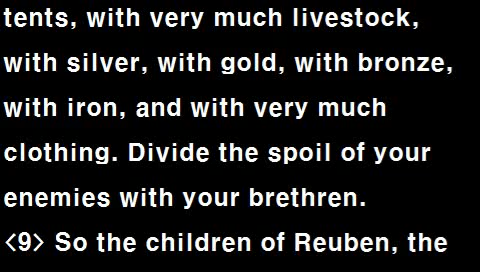 tents, with very much livestock,
with silver, with gold, with bronze,
with iron, and with very much
clothing. Divide the spoil of your
enemies with your brethren.
<9> So the children of Reuben, the